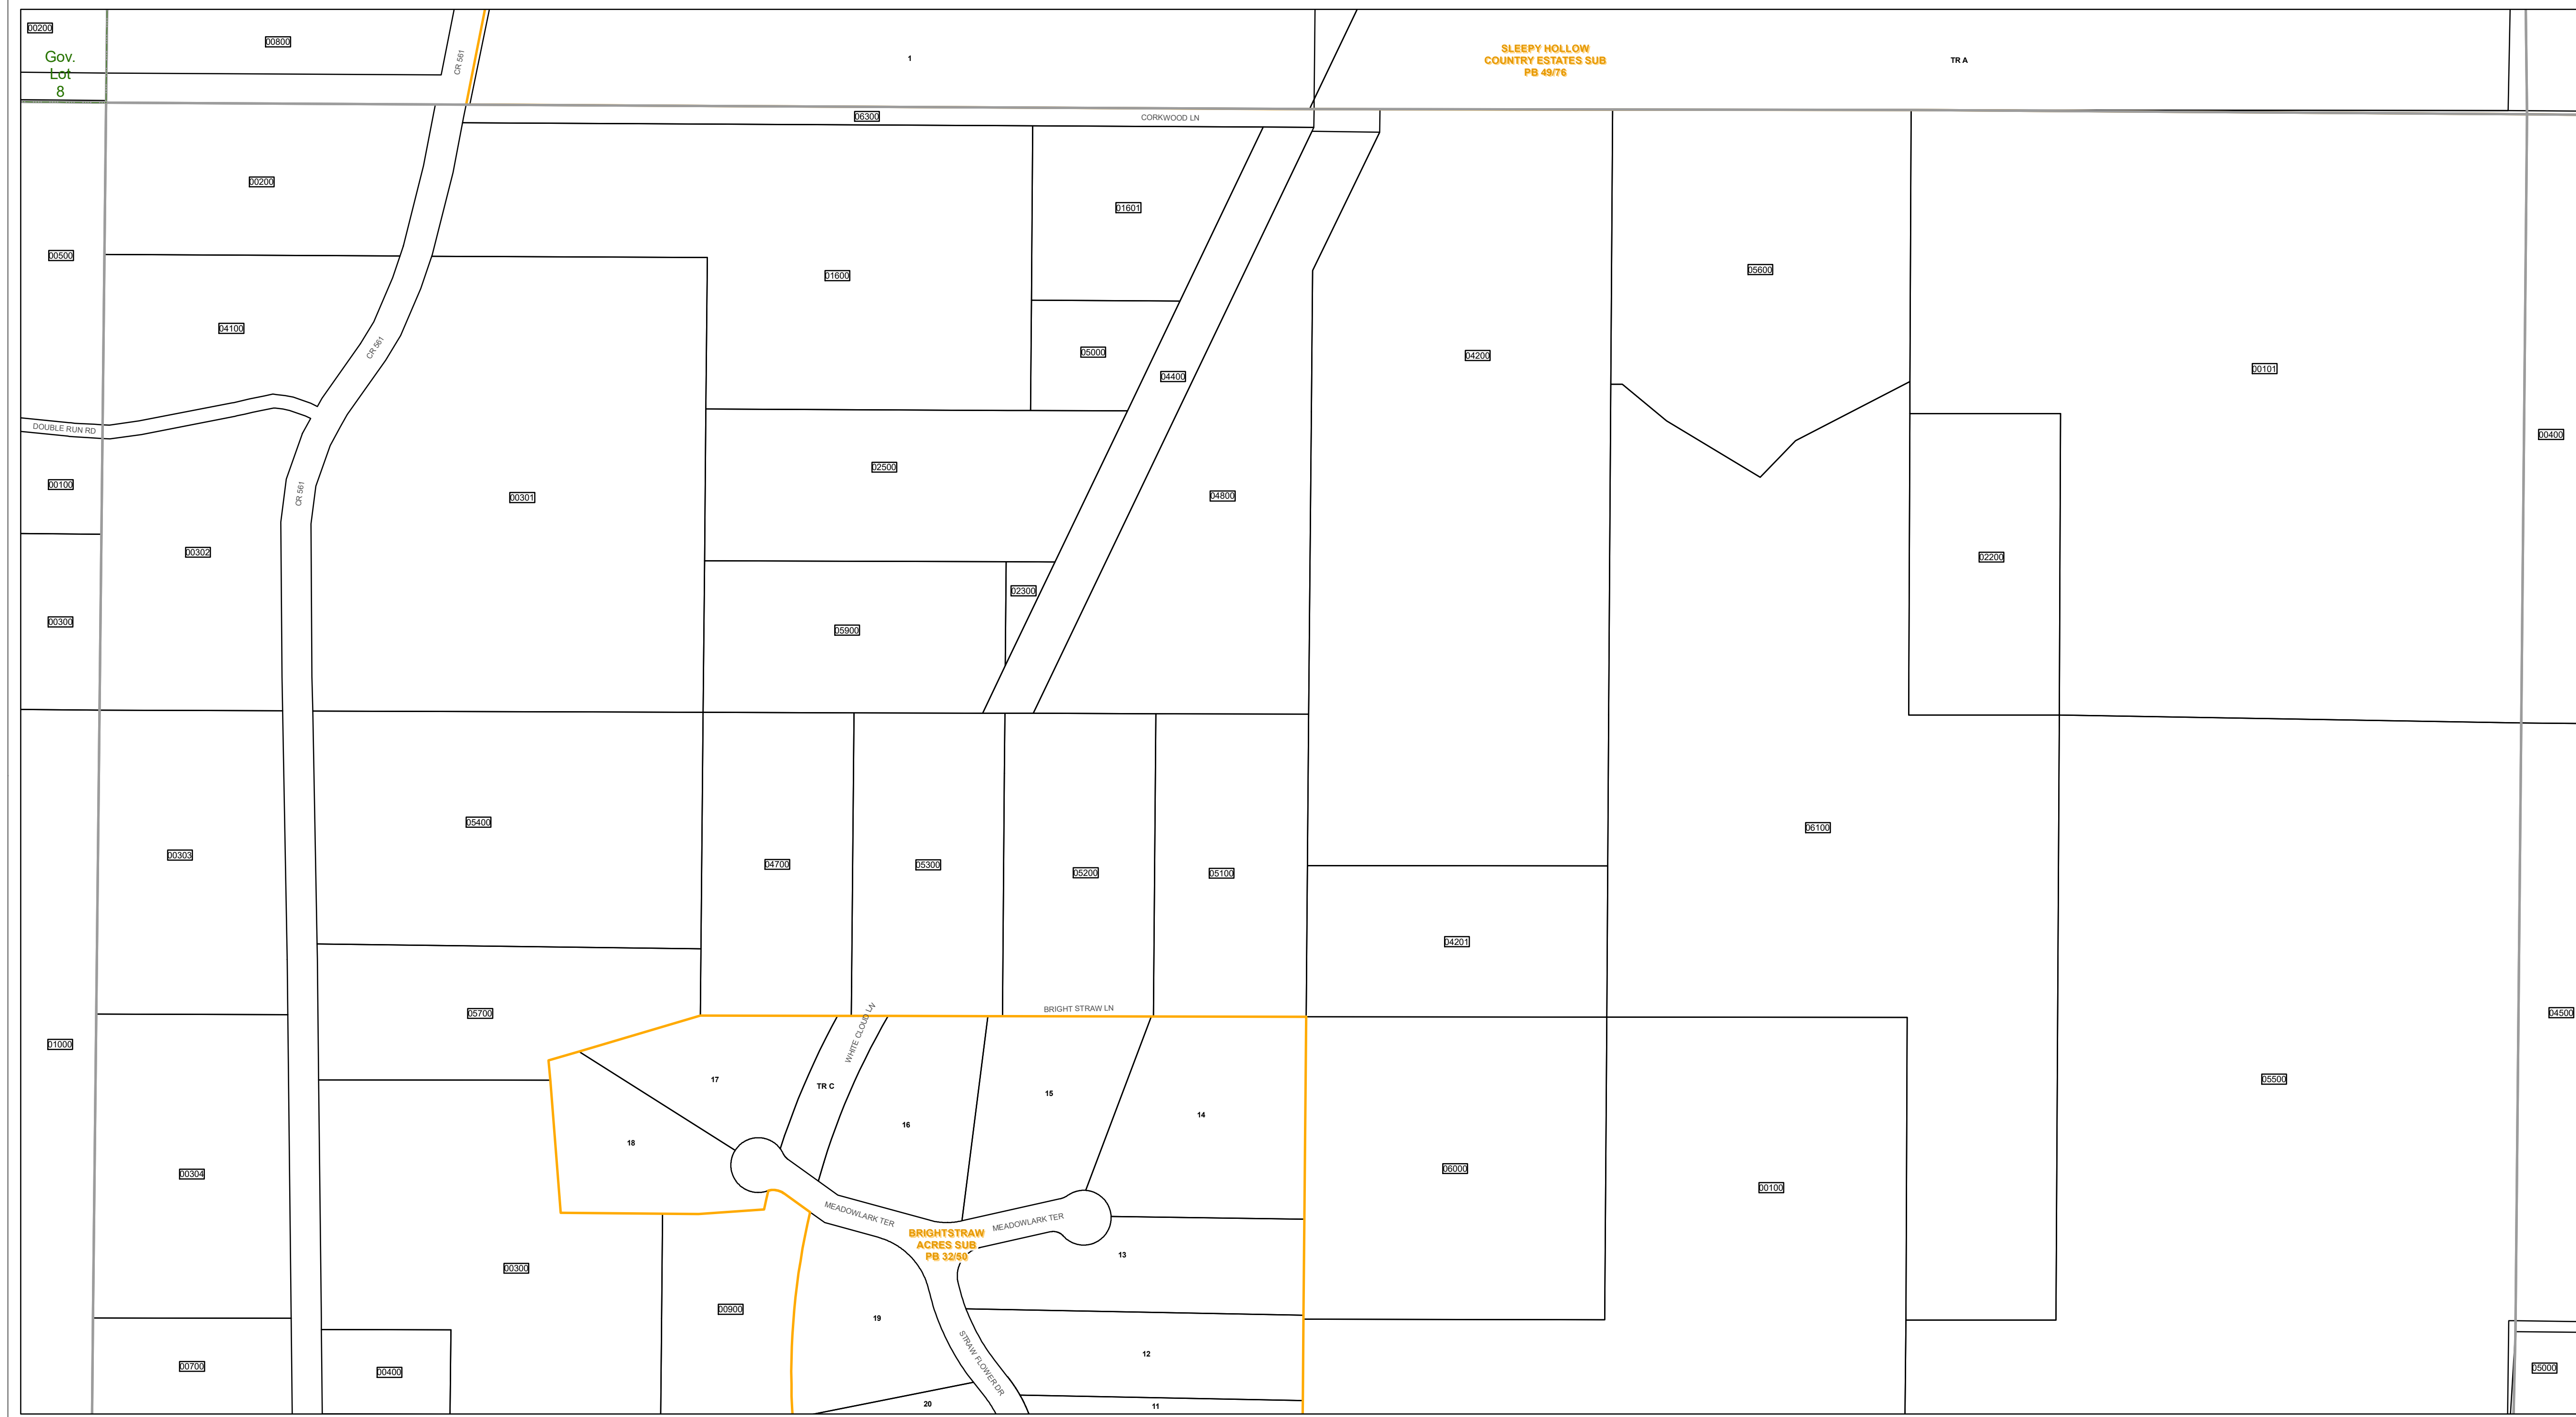 00200
Gov.
Lot
8
00800
CR 561
1
SLEEPY HOLLOW
COUNTRY ESTATES SUB
PB 49/76
TR A
06300
CORKWOOD LN
00200
01601
00500
01600
05600
04100
CR 561
05000
04200
04400
00101
DOUBLE RUN RD
00400
02500
00100
CR 561
00301
04800
00302
02200
02300
00300
05900
05400
06100
00303
04700
05300
05200
05100
04201
BRIGHT STRAW LN
05700
04500
WHITE CLOUD LN
01000
17
TR C
15
05500
14
16
18
00304
06000
00100
MEADOWLARK TER
MEADOWLARK TER
BRIGHTSTRAW
ACRES SUB
PB 32/50
13
00300
00900
19
STRAW FLOWER DR
12
00700
00400
05000
20
11